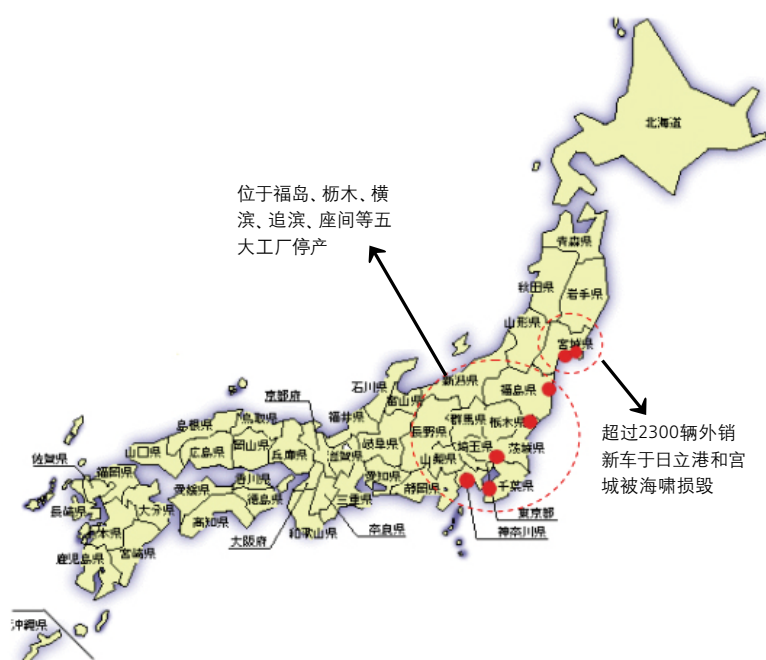 北海道
位于福岛、枥木、横
滨、追滨、座间等五
大工厂停产
青森県
秋田県
岩手県
山形県
宮城県
新潟県
福島県
石川県
富山県
京都府
福井県
長野県
群馬県
栃木県
超过2300辆外销
新车于日立港和宫
城被海啸损毁
鳥取県
島根県
岐阜県
埼玉県
茨城県
佐賀県
山口県
広島県
岡山県
兵庫県
滋賀県
山梨県
福岡県
愛知県
静岡県
千葉県
愛媛県
香川県
徳島県
三重県
長崎県
大分県
東京都
高知県
大阪府
和歌山県
奈良県
神奈川県
熊本県
宮崎県
鹿児島県
沖縄県